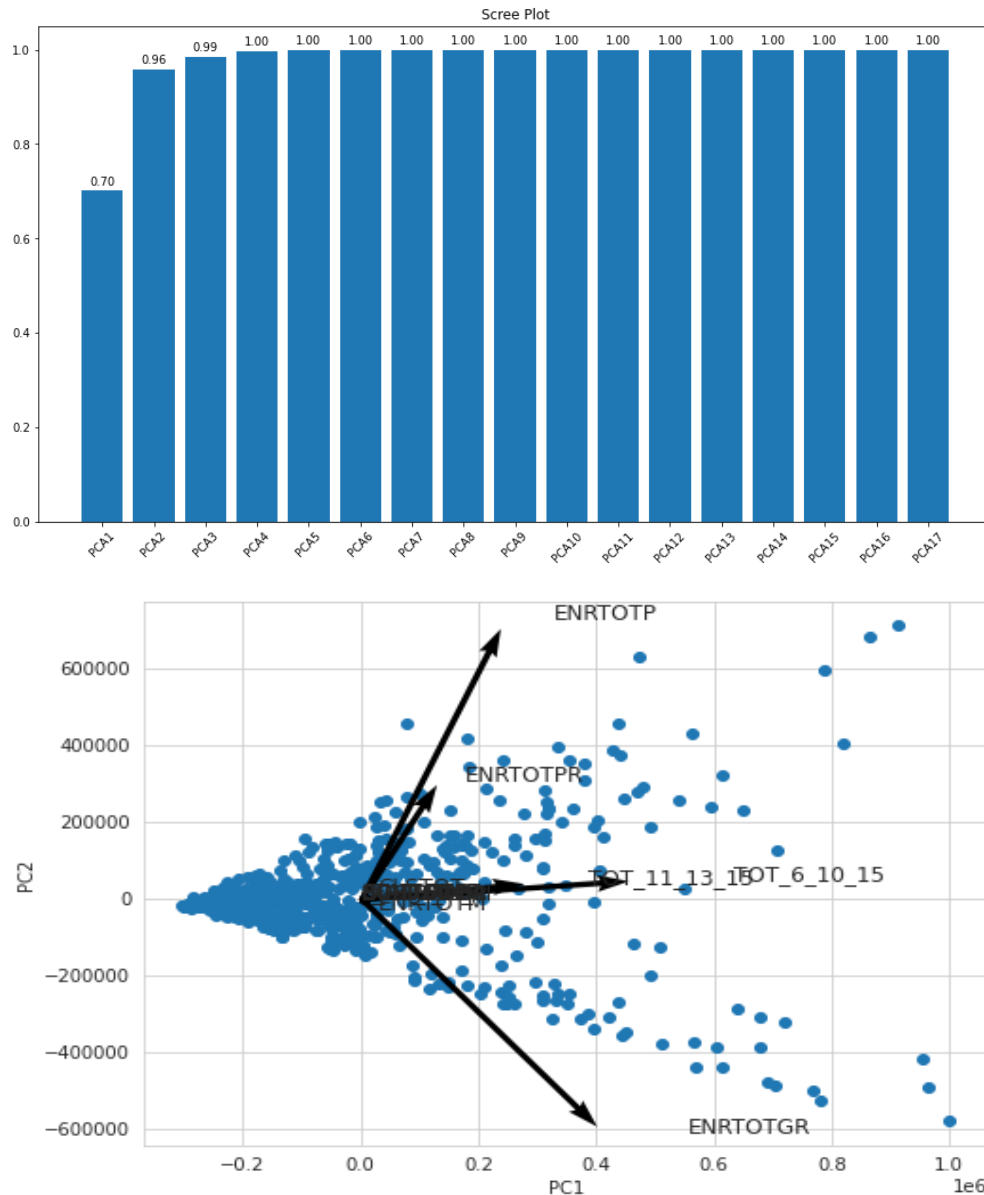 Scree Plot
1.0
0.8
0.6
0.4
0.2
0.0
0.70
0.96
0.99
1.00
1.00
1.00
1.00
1.00
1.00
1.00
1.00
1.00
1.00
1.00
1.00
1.00
1.00
PCA1
PCA2
PCA3
PCA4
PCA5
PCA6
PCA7
PCA8
PCA9
PCA10
PCA11
PCA12
PCA13
PCA14
PCA15
PCA16
PCA17
ENRTOTP
600000
400000
ENRTOTPR
200000
TOT_11_13_15
TOT_6_10_15
PC2
0
−200000
−400000
−600000
ENRTOTGR
−0.2
0.0
0.2
0.4
0.6
0.8
1.0
1e6
PC1